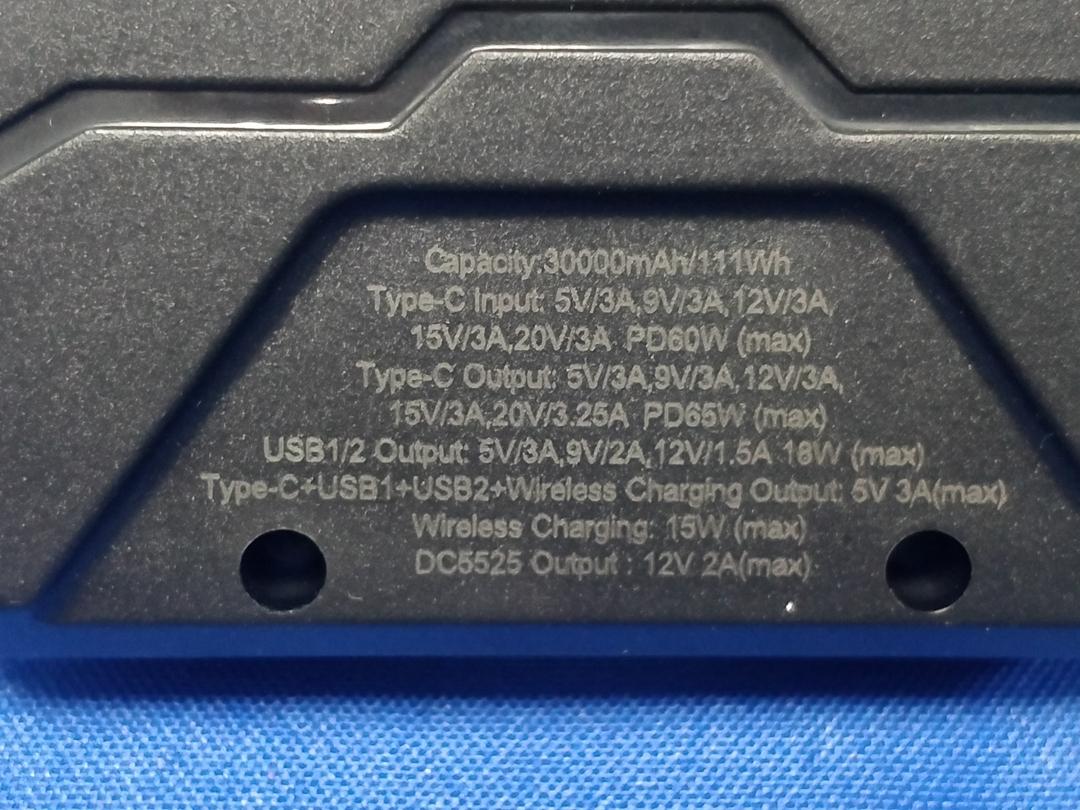 Capacity:30000mAh/111Wh
Type-C Input: 5V/3A,9V/3A,12V/3A,
15V/3A,20V/3A PD60W (max)
Type-C Output: 5V/3A,9V/3A,12V/3A,
15V/3A,20V/3.25A PD65W (max)
USB1/2 Output: 5V/3A,9V/2A,12V/1.5A 18W (max)
Type-C+USB1+USB2+Wireless Charging Output: 5V 3A(max)
Wireless Charging: 15W (max)
DC5525 Output : 12V 2A(max)